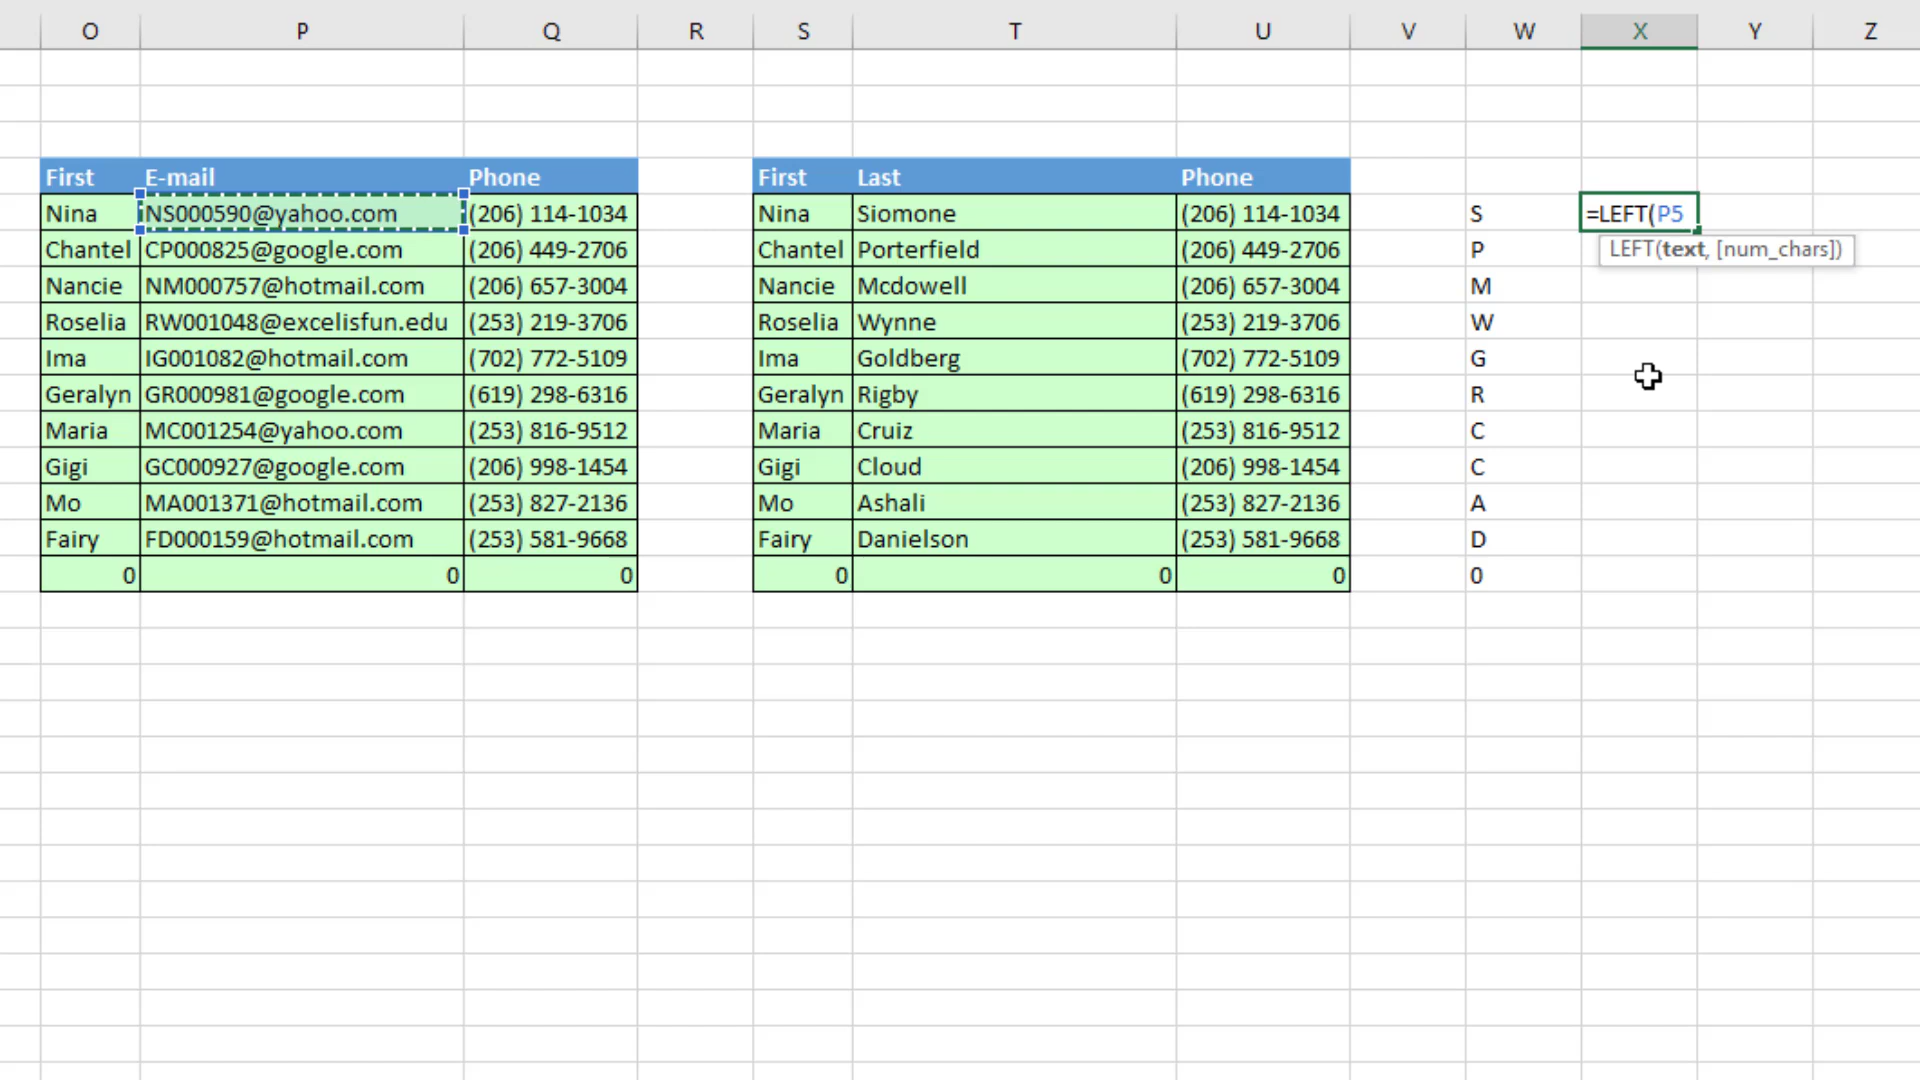 O P Q R S T U V W X Y Z
First E-mail Phone First Last Phone
Nina NS000590@yahoo.com (206) 114-1034 Nina Siomone (206) 114-1034 S =LEFT(P5
Chantel CP000825@google.com (206) 449-2706 Chantel Porterfield (206) 449-2706 P LEFT(text, [num_chars])
Nancie NM000757@hotmail.com (206) 657-3004 Nancie Mcdowell (206) 657-3004 M
Roselia RW001048@excelisfun.edu (253) 219-3706 Roselia Wynne (253) 219-3706 W
Ima IG001082@hotmail.com (702) 772-5109 Ima Goldberg (702) 772-5109 G
Geralyn GR000981@google.com (619) 298-6316 Geralyn Rigby (619) 298-6316 R
Maria MC001254@yahoo.com (253) 816-9512 Maria Cruiz (253) 816-9512 C
Gigi GC000927@google.com (206) 998-1454 Gigi Cloud (206) 998-1454 C
Mo MA001371@hotmail.com (253) 827-2136 Mo Ashali (253) 827-2136 A
Fairy FD000159@hotmail.com (253) 581-9668 Fairy Danielson (253) 581-9668 D
0 0 0 0 0 0 0